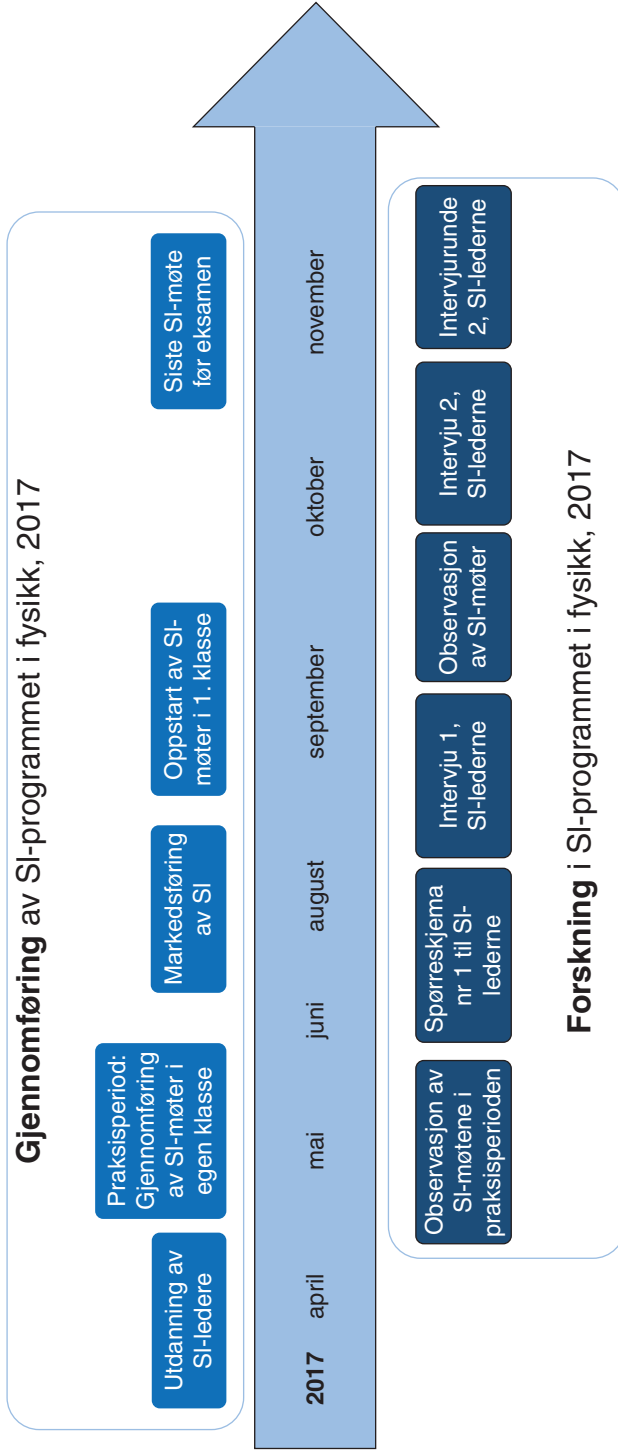 Gjennomføring av SI-programmet i fysikk, 2017
Utdanning av
SI-ledere
Praksisperiod:
Gjennomføring
av SI-møter i
egen klasse
Markedsføring
av SI
Oppstart av SI-
møter i 1. klasse
Siste SI-møte
før eksamen
2017
april
mai
juni
august
september
oktober
november
Observasjon av
SI-møtene i
praksisperioden
Spørreskjema
nr 1 til SI-
lederne
Intervju 1,
SI-lederne
Observasjon
av SI-møter
Intervju 2,
SI-lederne
Intervjurunde
2, SI-lederne
Forskning i SI-programmet i fysikk, 2017